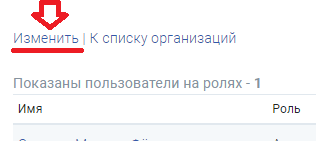 Изменить | К списку организаций
Показаны пользователи на ролях - 1
Имя Роль